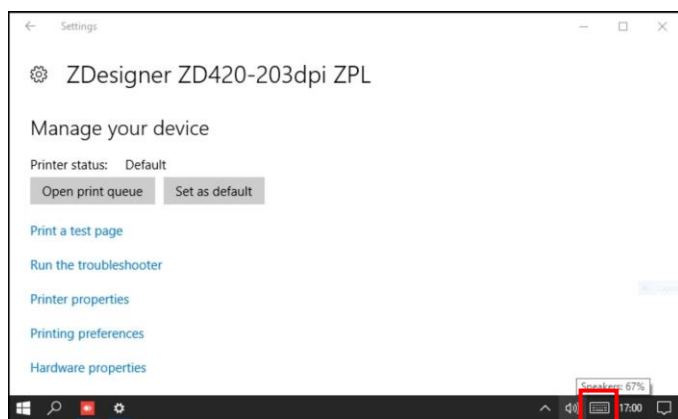 Settings
ZDesigner ZD420-203dpi ZPL
Manage your device
Printer status: Default
Open print queue Set as default
Print a test page
Run the troubleshooter
Printer properties
Printing preferences
Hardware properties
Speakers: 67%
17:00